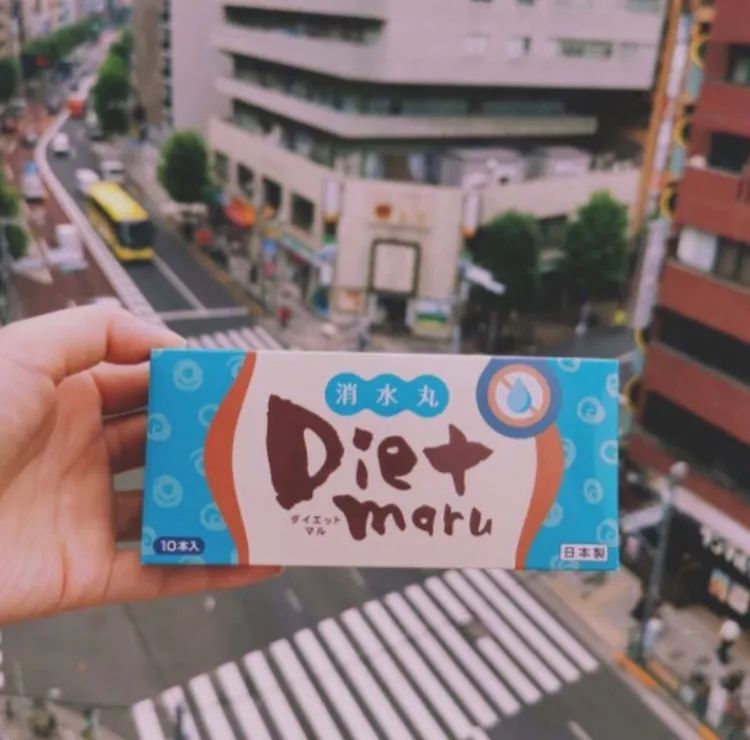 消水丸
Diet
maru
ダイエット
マル
10本入
日本製